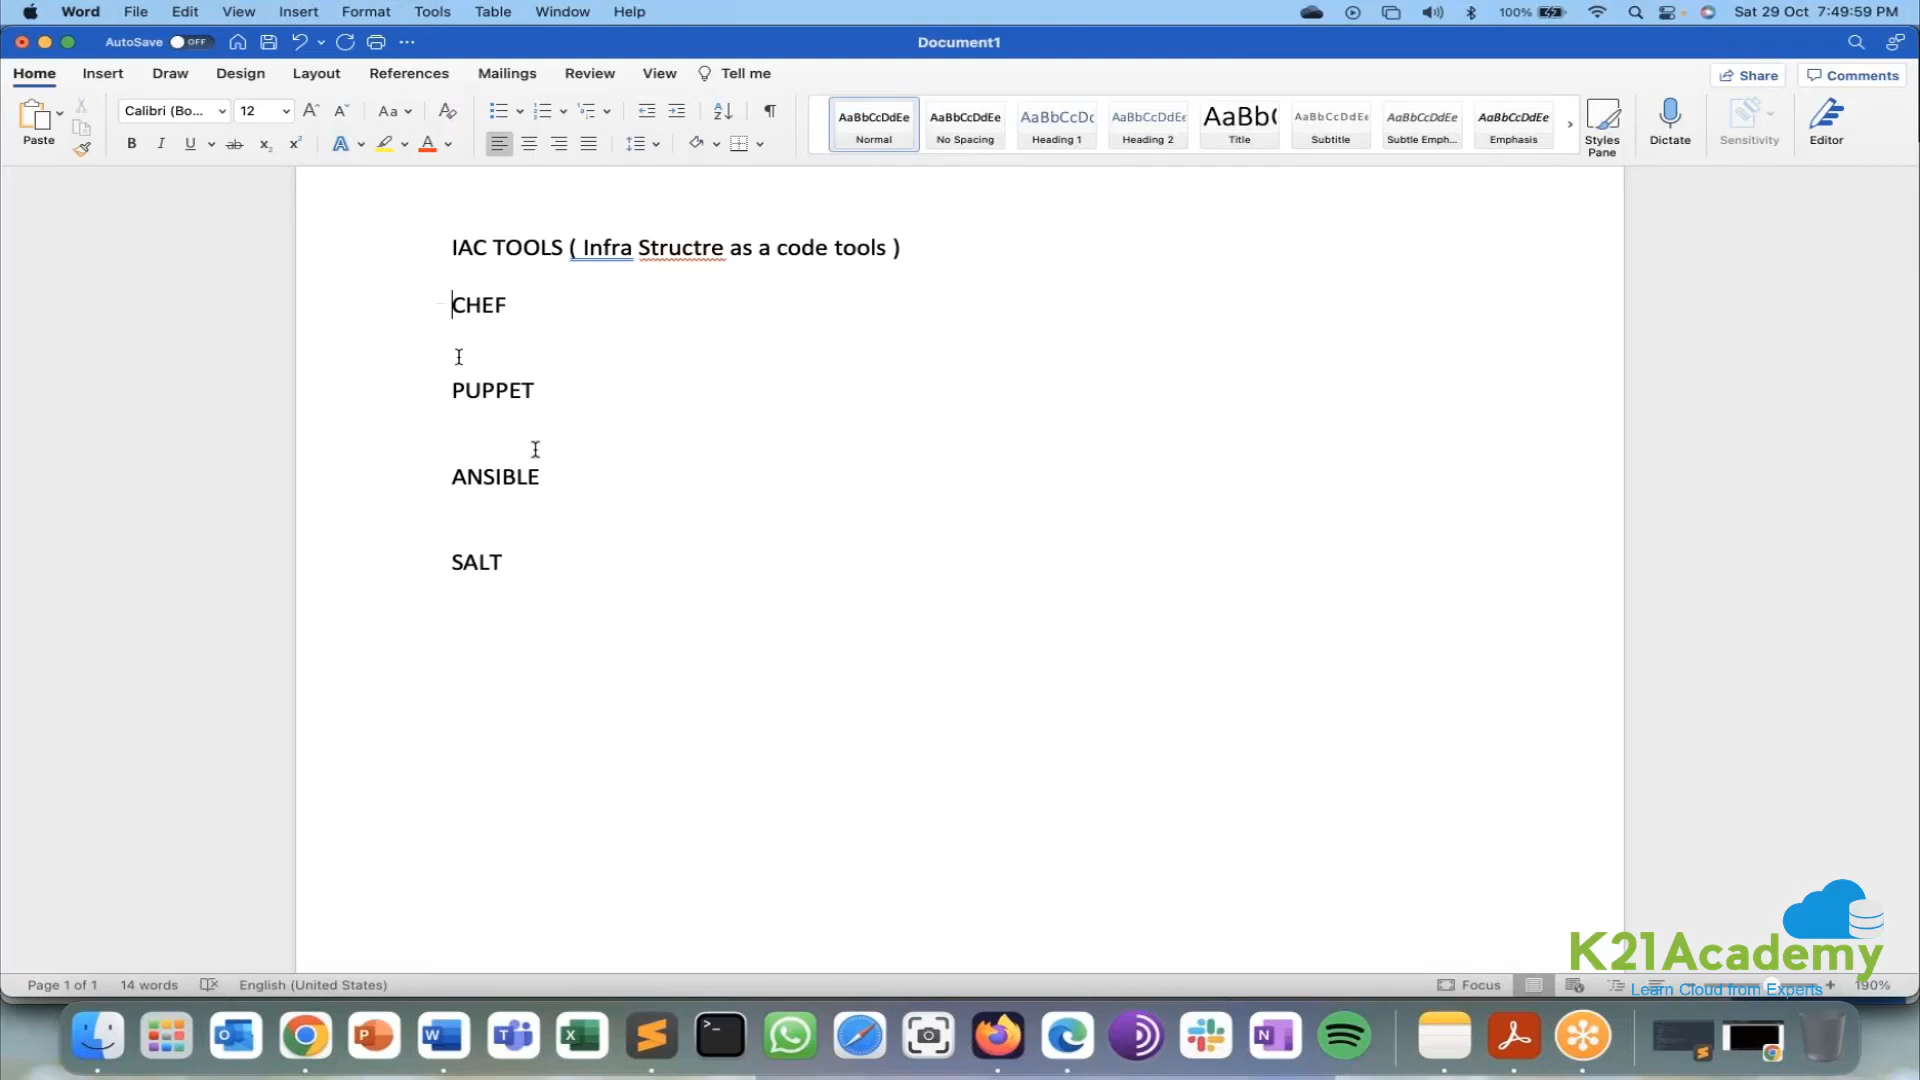 Word File Edit View Insert Format Tools Table Window Help 100% Sat 29 Oct 7:49:59 PM
AutoSave OFF Document1
Home Insert Draw Design Layout References Mailings Review View Tell me Share Comments
Calibri (Bo... 12 Aa
Paste
AaBbCcDdEe AaBbCcDdEe AaBbCcDc AaBbCcDdEe AaBb( AaBbCcDdEe AaBbCcDdEe AaBbCcDdEe
Normal No Spacing Heading 1 Heading 2 Title Subtitle Subtle Emph... Emphasis
Styles Pane Dictate Sensitivity Editor
IAC TOOLS ( Infra Structre as a code tools )
CHEF
PUPPET
ANSIBLE
SALT
K21Academy
Learn Cloud from Experts
Page 1 of 1 14 words English (United States) Focus 190%